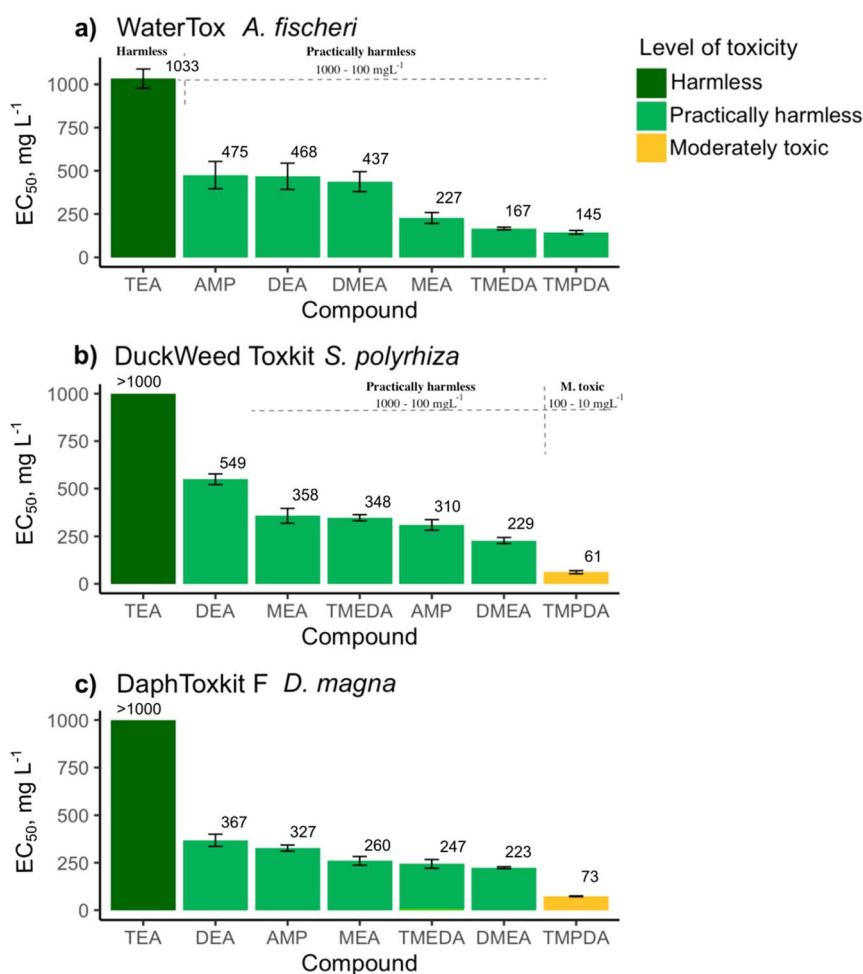 a) WaterTox A. fischeri
Harmless
Practically harmless
1000 - 100 mgL-1
Level of toxicity
Harmless
Practically harmless
Moderately toxic
EC50, mg L-1
1000
750
500
250
0
1033
475
468
437
227
167
145
TEA AMP DEA DMEA MEA TMEDA TMPDA
Compound
b) DuckWeed Toxkit S. polyrhiza
>1000
Practically harmless
1000 - 100 mgL-1
M. toxic
100 - 10 mgL-1
EC50, mg L-1
1000
750
500
250
0
549
358
348
310
229
61
TEA DEA MEA TMEDA AMP DMEA TMPDA
Compound
c) DaphToxkit F D. magna
>1000
EC50, mg L-1
1000
750
500
250
0
367
327
260
247
223
73
TEA DEA AMP MEA TMEDA DMEA TMPDA
Compound